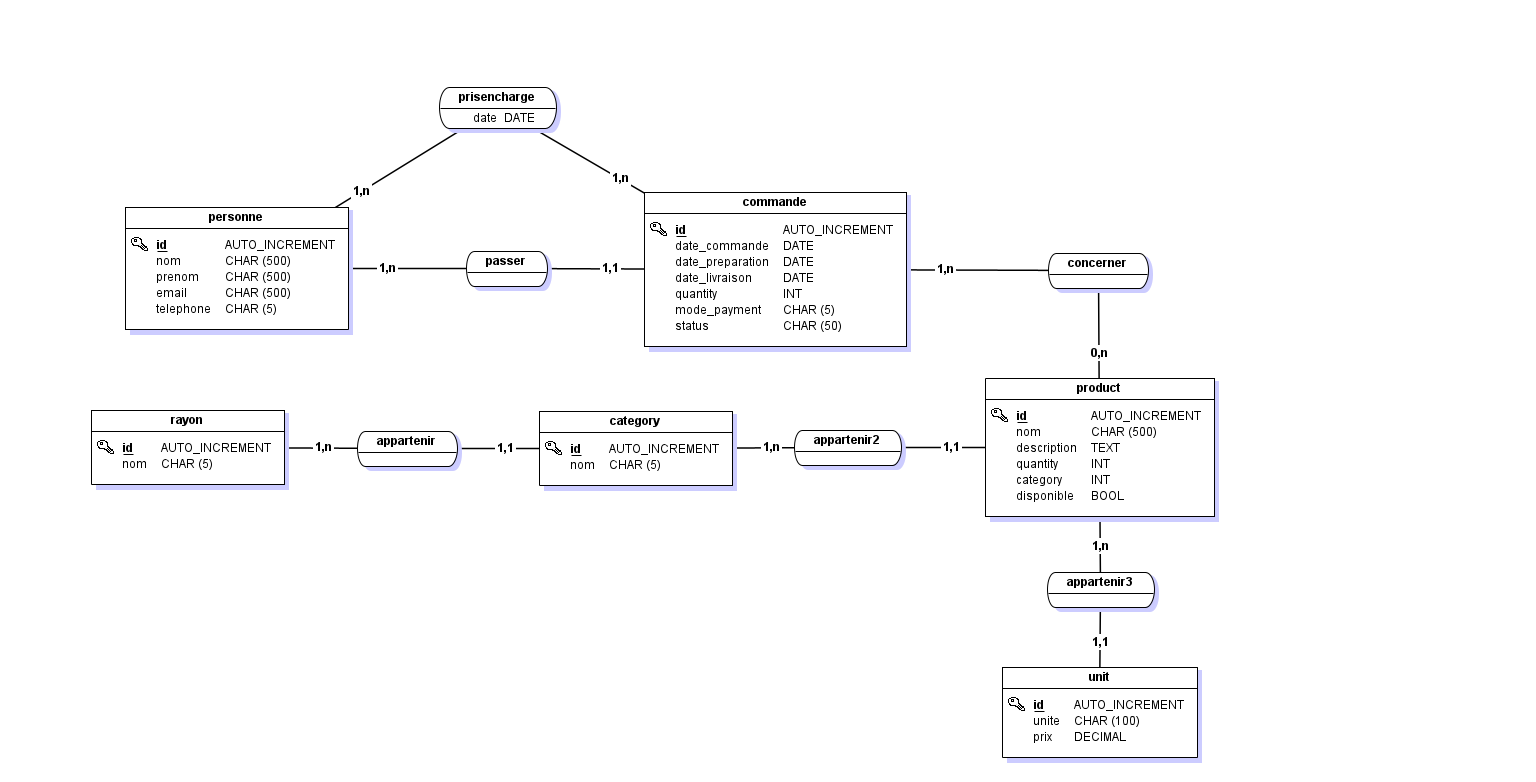 prisencharge
date DATE
1,n
1,n
personne
id AUTO_INCREMENT
nom CHAR (500)
prenom CHAR (500)
email CHAR (500)
telephone CHAR (5)
1,n
passer
1,1
commande
id AUTO_INCREMENT
date_commande DATE
date_preparation DATE
date_livraison DATE
quantity INT
mode_payment CHAR (5)
status CHAR (50)
1,n
concerner
0,n
rayon
id AUTO_INCREMENT
nom CHAR (5)
1,n
appartenir
1,1
category
id AUTO_INCREMENT
nom CHAR (5)
1,n
appartenir2
1,1
product
id AUTO_INCREMENT
nom CHAR (500)
description TEXT
quantity INT
category INT
disponible BOOL
1,n
appartenir3
1,1
unit
id AUTO_INCREMENT
unite CHAR (100)
prix DECIMAL